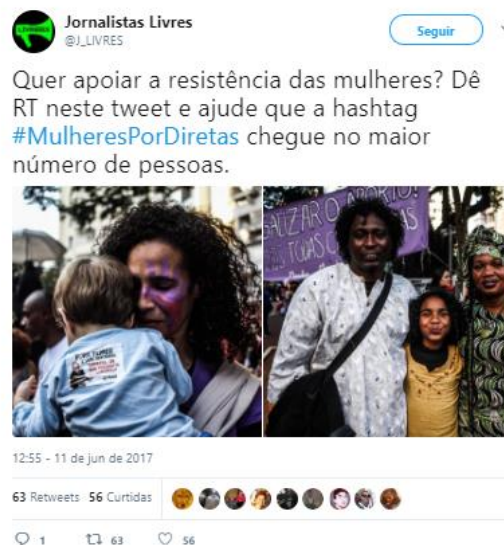 Jornalistas Livres
@J_LIVRES
Seguir
Quer apoiar a resistência das mulheres? Dê
RT neste tweet e ajude que a hashtag
#MulheresPorDiretas chegue no maior
número de pessoas.
12:55 - 11 de jun de 2017
63 Retweets 56 Curtidas
1 63 56